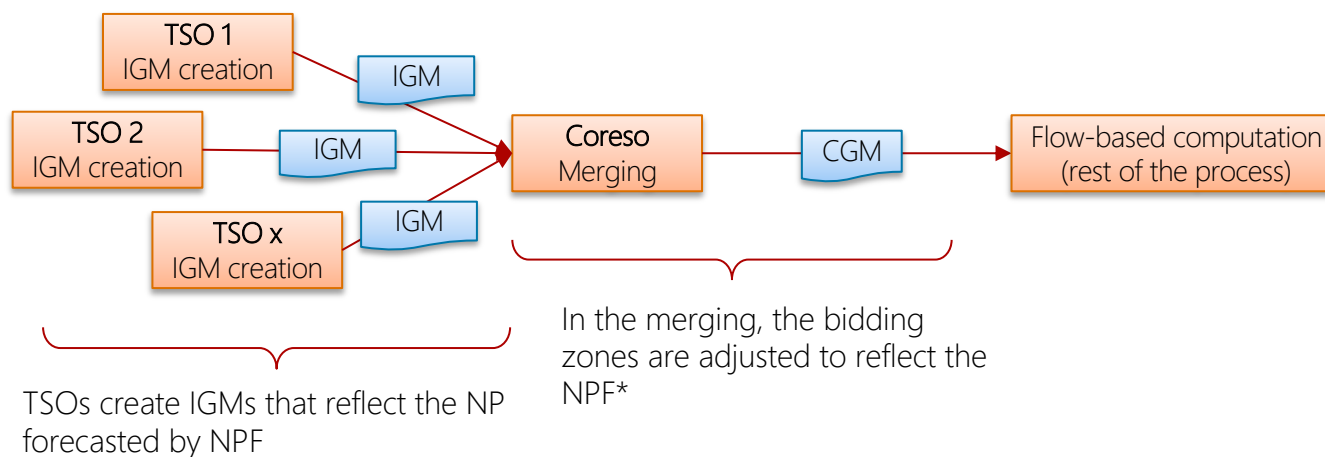 TSO 1
IGM creation
IGM
TSO 2
IGM creation
IGM
TSO x
IGM creation
IGM
Coreso
Merging
CGM
Flow-based computation
(rest of the process)
TSOs create IGMs that reflect the NP
forecasted by NPF
In the merging, the bidding
zones are adjusted to reflect the
NPF*